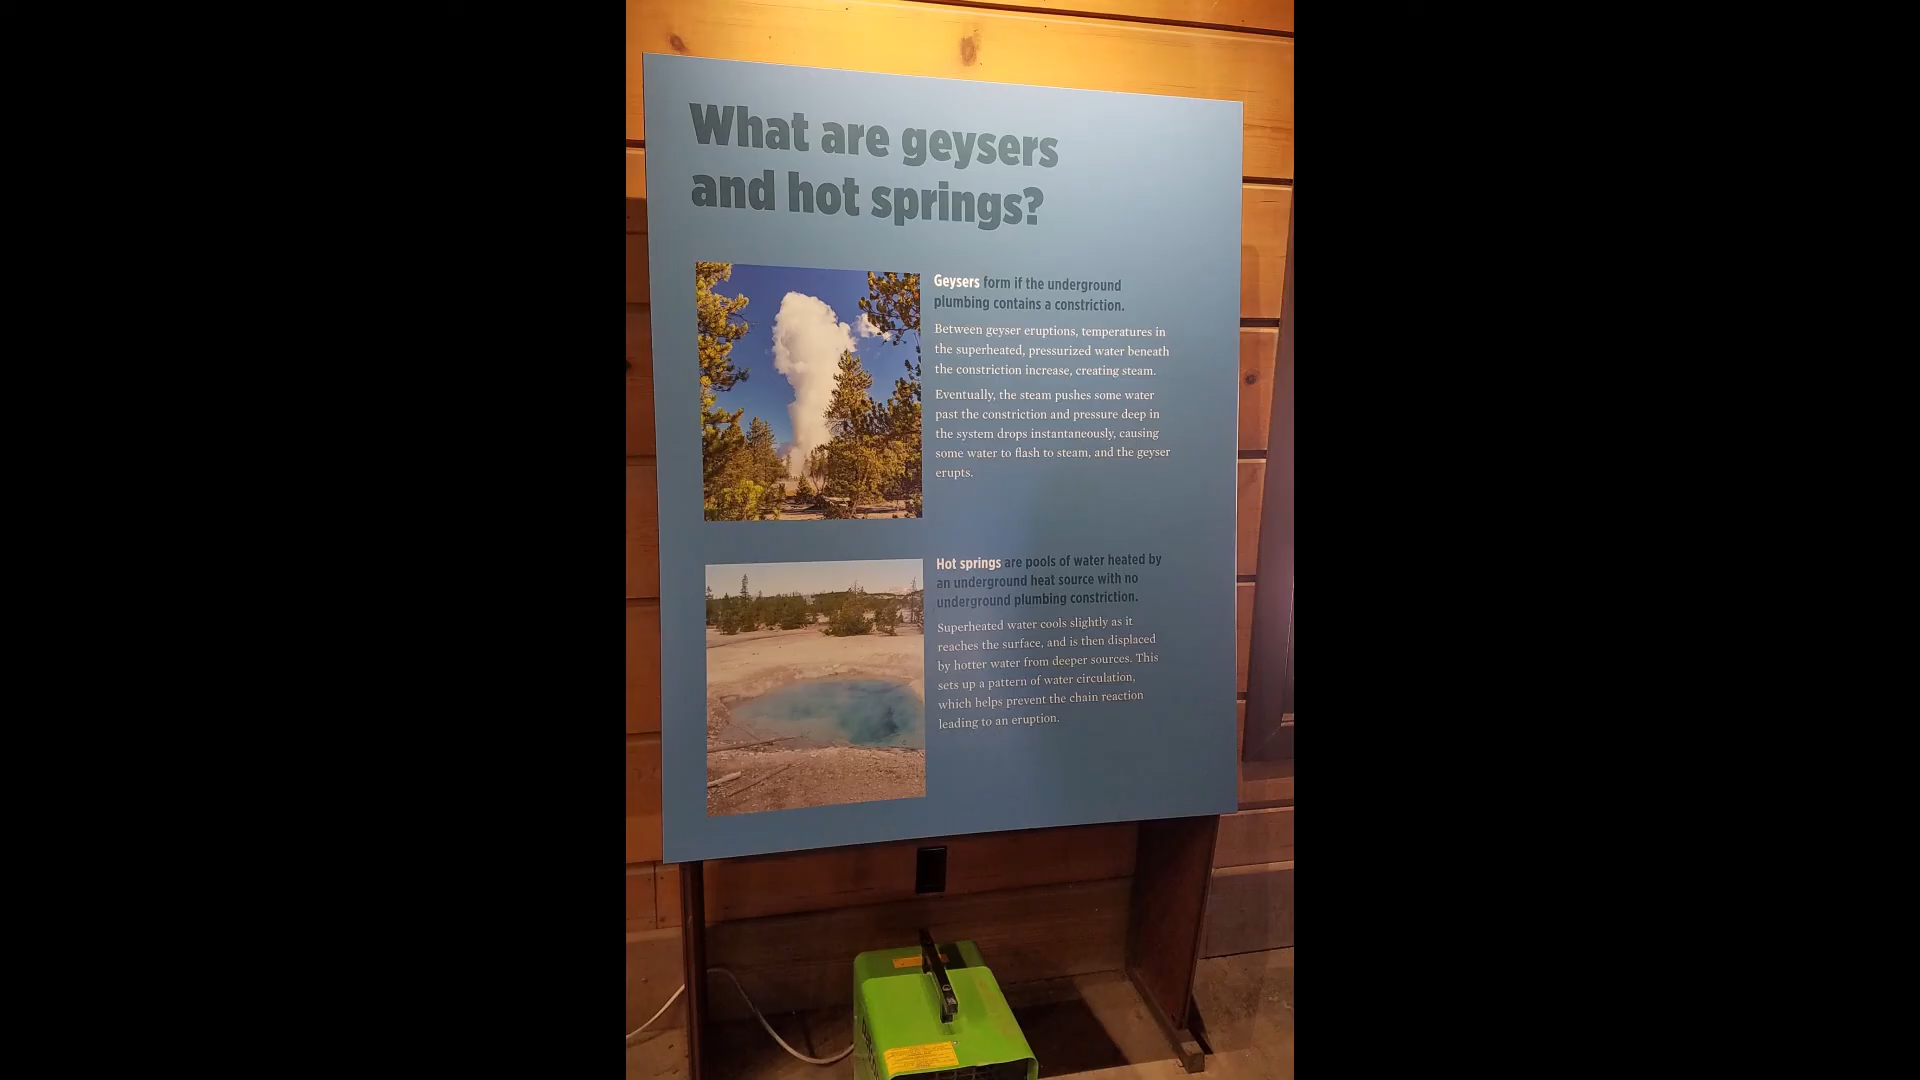 What are geysers
and hot springs?
Geysers form if the underground
plumbing contains a constriction.
Between geyser eruptions, temperatures in
the superheated, pressurized water beneath
the constriction increase, creating steam.
Eventually, the steam pushes some water
past the constriction and pressure deep in
the system drops instantaneously, causing
some water to flash to steam, and the geyser
erupts.
Hot springs are pools of water heated by
an underground heat source with no
underground plumbing constriction.
Superheated water cools slightly as it
reaches the surface, and is then displaced
by hotter water from deeper sources. This
sets up a pattern of water circulation,
which helps prevent the chain reaction
leading to an eruption.